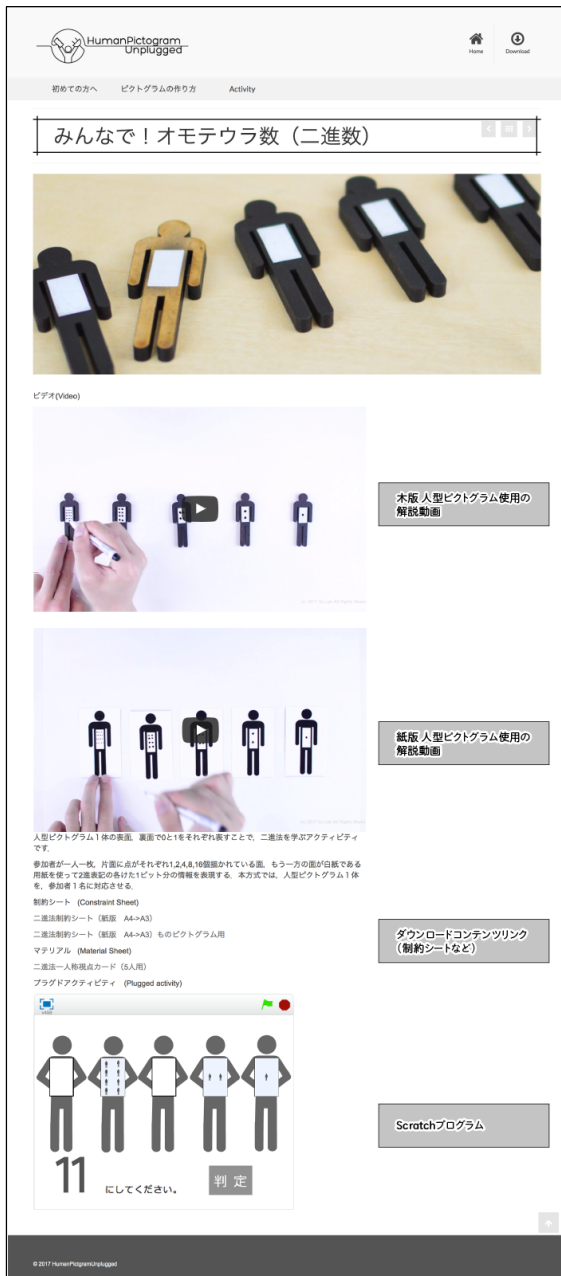 HumanPictogram
Unplugged
Home
Download
初めての方へ ピクトグラムの作り方 Activity
みんなで！オモテウラ数（二進数）
ビデオ(Video)
木版 人型ピクトグラム使用の
解説動画
紙版 人型ピクトグラム使用の
解説動画
人型ピクトグラム１体の表面，裏面で0と1をそれぞれ表すことで，二進法を学ぶアクティビティ
です．
参加者が一人一枚，片面に点がそれぞれ1,2,4,8,16個描かれている面，もう一方の面が白紙である
用紙を使って2進表記の各けた1ビット分の情報を表現する．本方式では，人型ピクトグラム１体
を，参加者１名に対応させる．
制約シート (Constraint Sheet)
二進法制約シート（紙版　A4->A3）
二進法制約シート（紙版　A4->A3）ものピクトグラム用
ダウンロードコンテンツリンク
（制約シートなど）
マテリアル (Material Sheet)
二進法一人称視点カード（5人用）
プラグドアクティビティ (Plugged activity)
Scratchプログラム
11 にしてください。 判 定
© 2017 HumanPictgramUnplugged